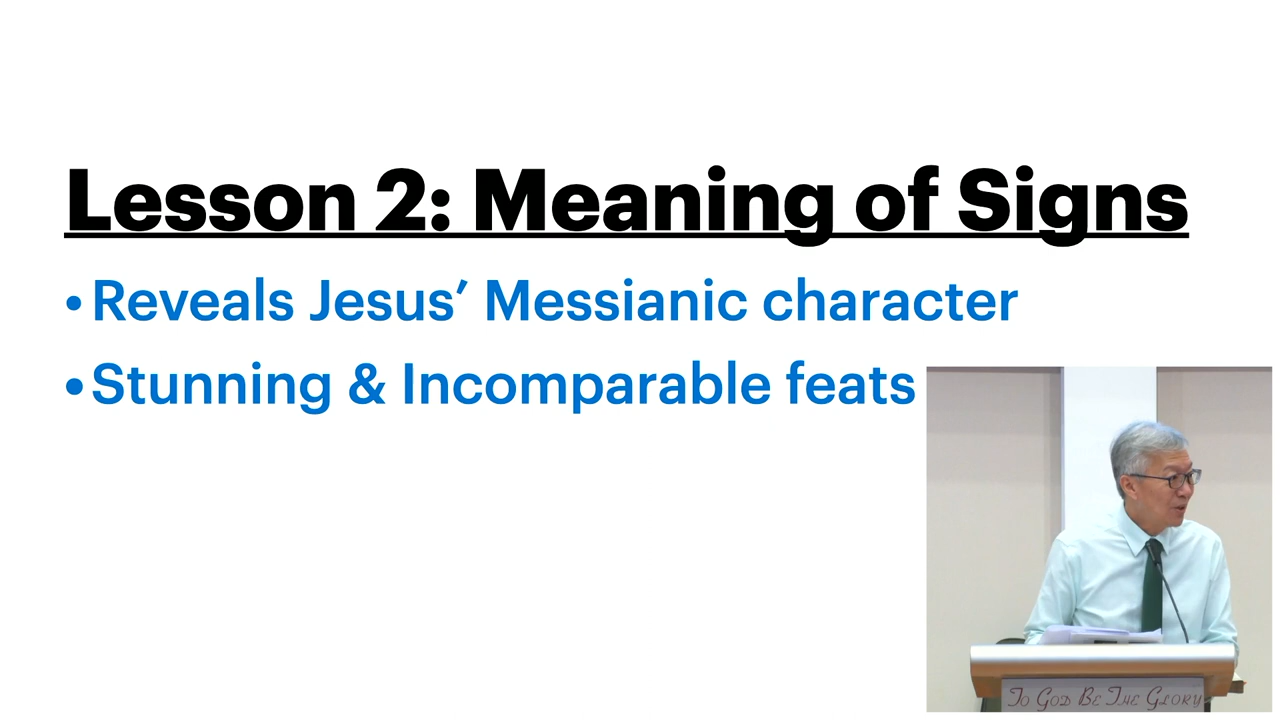 Lesson 2: Meaning of Signs
• Reveals Jesus’ Messianic character
• Stunning & Incomparable feats
To God Be The Glory